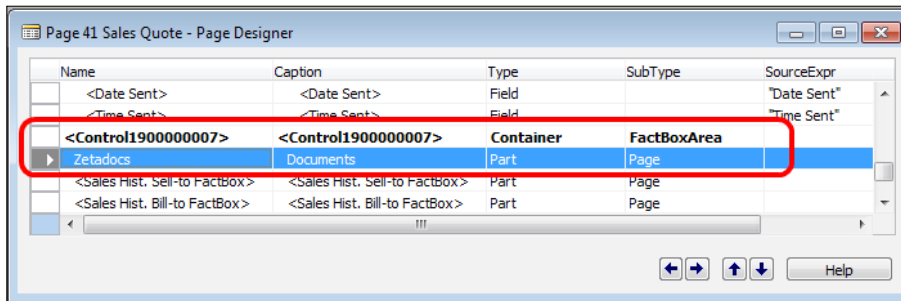 Page 41 Sales Quote - Page Designer
Name Caption Type SubType SourceExpr
<Date Sent> <Date Sent> Field "Date Sent"
<Time Sent> <Time Sent> Field "Time Sent"
<Control1900000007> <Control1900000007> Container FactBoxArea
Zetadocs Documents Part Page
<Sales Hist. Sell-to FactBox> <Sales Hist. Sell-to FactBox> Part Page
<Sales Hist. Bill-to FactBox> <Sales Hist. Bill-to FactBox> Part Page
Help